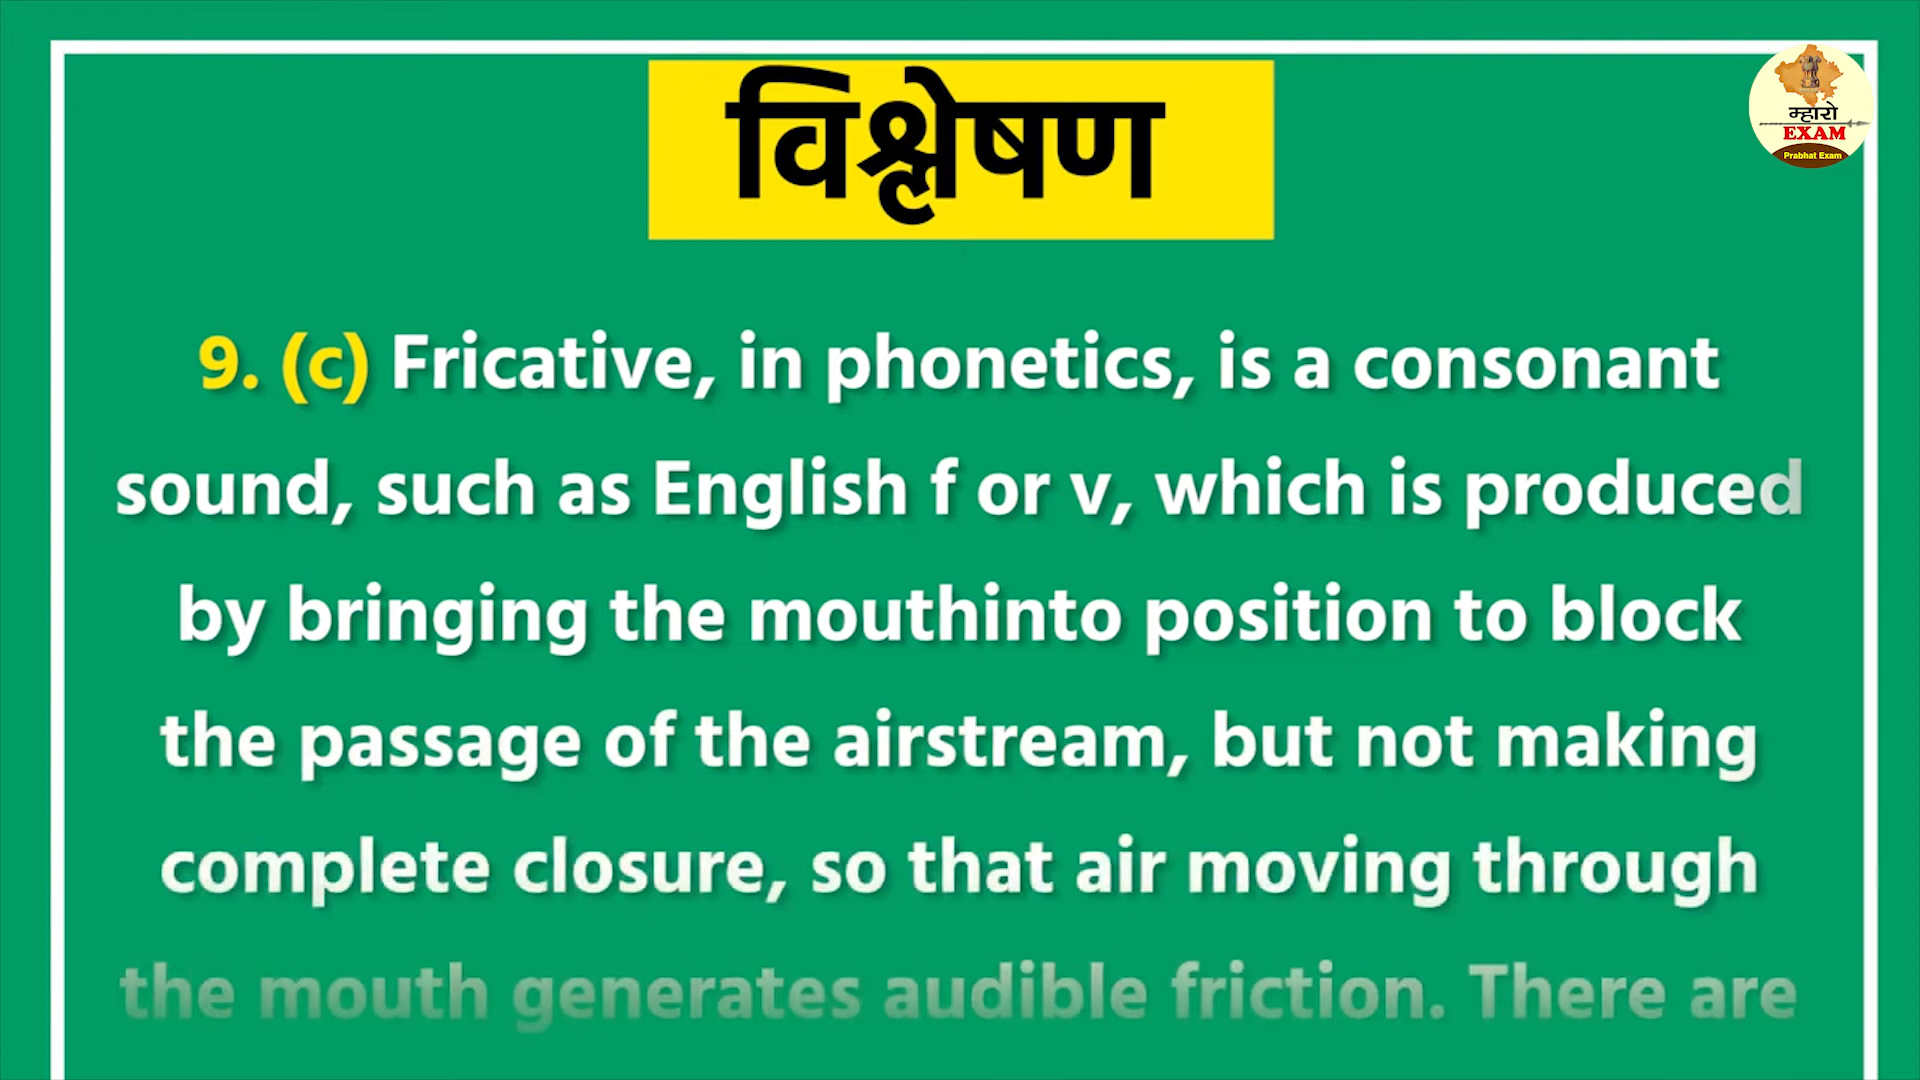 विश्लेषण
म्हारो
EXAM
Prabhat Exam
9. (c) Fricative, in phonetics, is a consonant
sound, such as English f or v, which is produced
by bringing the mouthinto position to block
the passage of the airstream, but not making
complete closure, so that air moving through
the mouth generates audible friction. There are